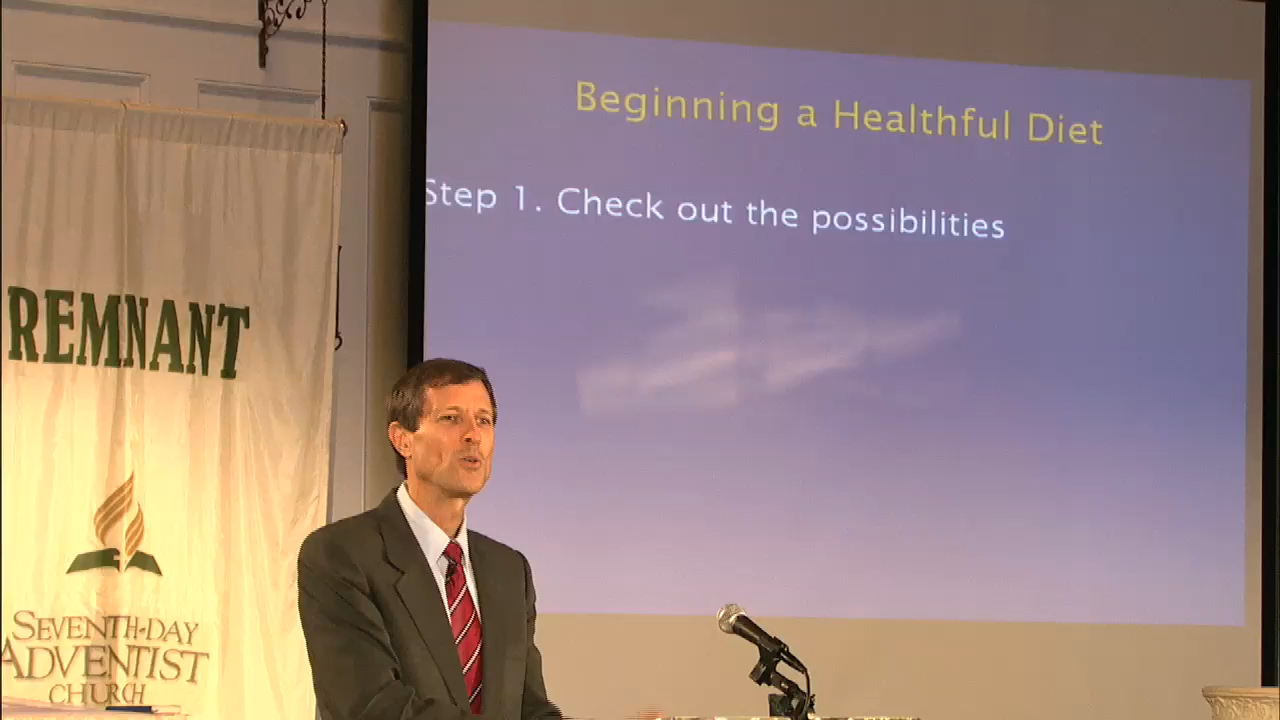 Beginning a Healthful Diet
Step 1. Check out the possibilities
REMNANT
SEVENTH-DAY
ADVENTIST
CHURCH